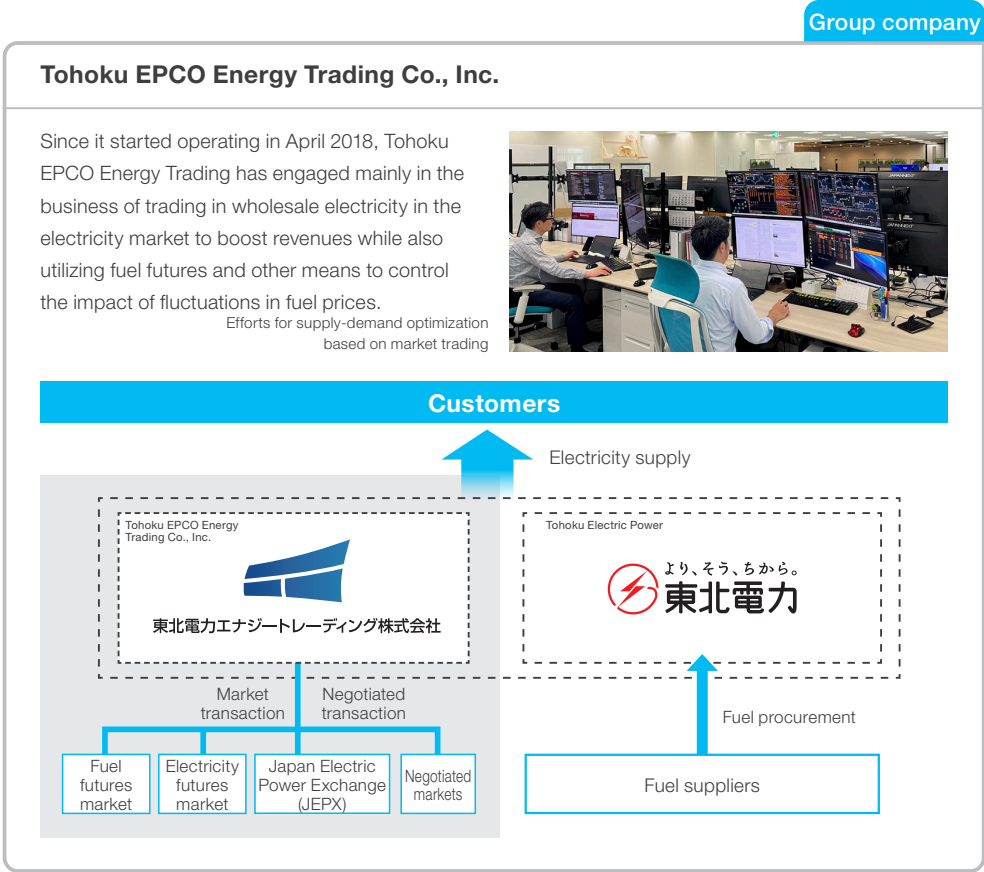 Group company
Tohoku EPCO Energy Trading Co., Inc.
Since it started operating in April 2018, Tohoku
EPCO Energy Trading has engaged mainly in the
business of trading in wholesale electricity in the
electricity market to boost revenues while also
utilizing fuel futures and other means to control
the impact of fluctuations in fuel prices.
Efforts for supply-demand optimization
based on market trading
JAPANNEXT
JAPANNEXT
Customers
Electricity supply
Tohoku EPCO Energy
Trading Co., Inc.
東北電力エナジートレーディング株式会社
Tohoku Electric Power
より、そう、ちから。
東北電力
Market
transaction
Negotiated
transaction
Fuel procurement
Fuel
futures
market
Electricity
futures
market
Japan Electric
Power Exchange
(JEPX)
Negotiated
markets
Fuel suppliers